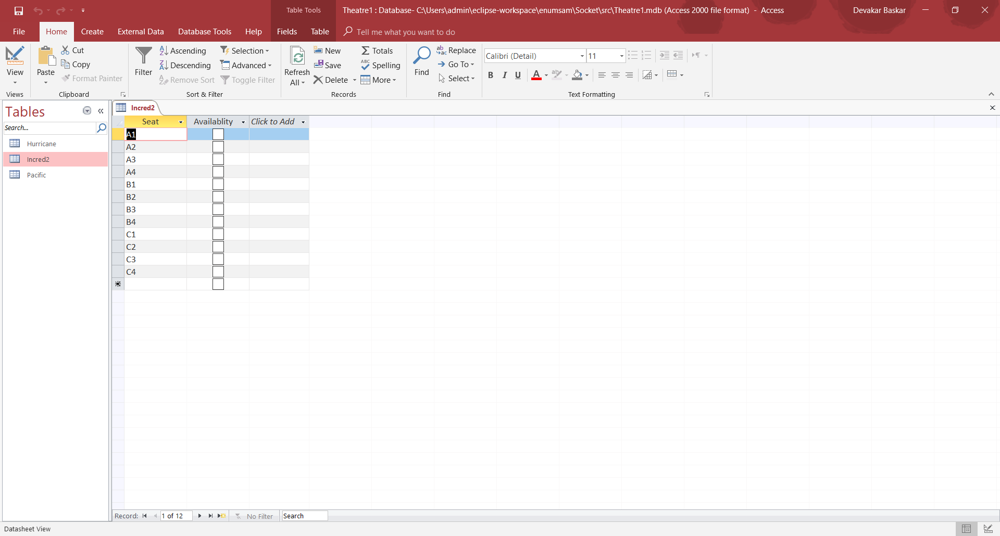 Table Tools
Theatre1 : Database- C:\Users\admin\eclipse-workspace\enumsam\Socket\src\Theatre1.mdb (Access 2000 file format) - Access
Devakar Baskar
File Home Create External Data Database Tools Help Fields Table Tell me what you want to do
View
Views
Paste
Cut
Copy
Format Painter
Clipboard
Filter
Ascending
Descending
Remove Sort
Selection
Advanced
Toggle Filter
Sort & Filter
Refresh
All
New
Save
Delete
Totals
Spelling
More
Records
Find
Replace
Go To
Select
Find
Calibri (Detail) 11
B I U A
Text Formatting
Tables
Search...
Hurricane
Incred2
Pacific
Incred2
Seat Availablity Click to Add
A1
A2
A3
A4
B1
B2
B3
B4
C1
C2
C3
C4
Record: 1 of 12 No Filter Search
Datasheet View